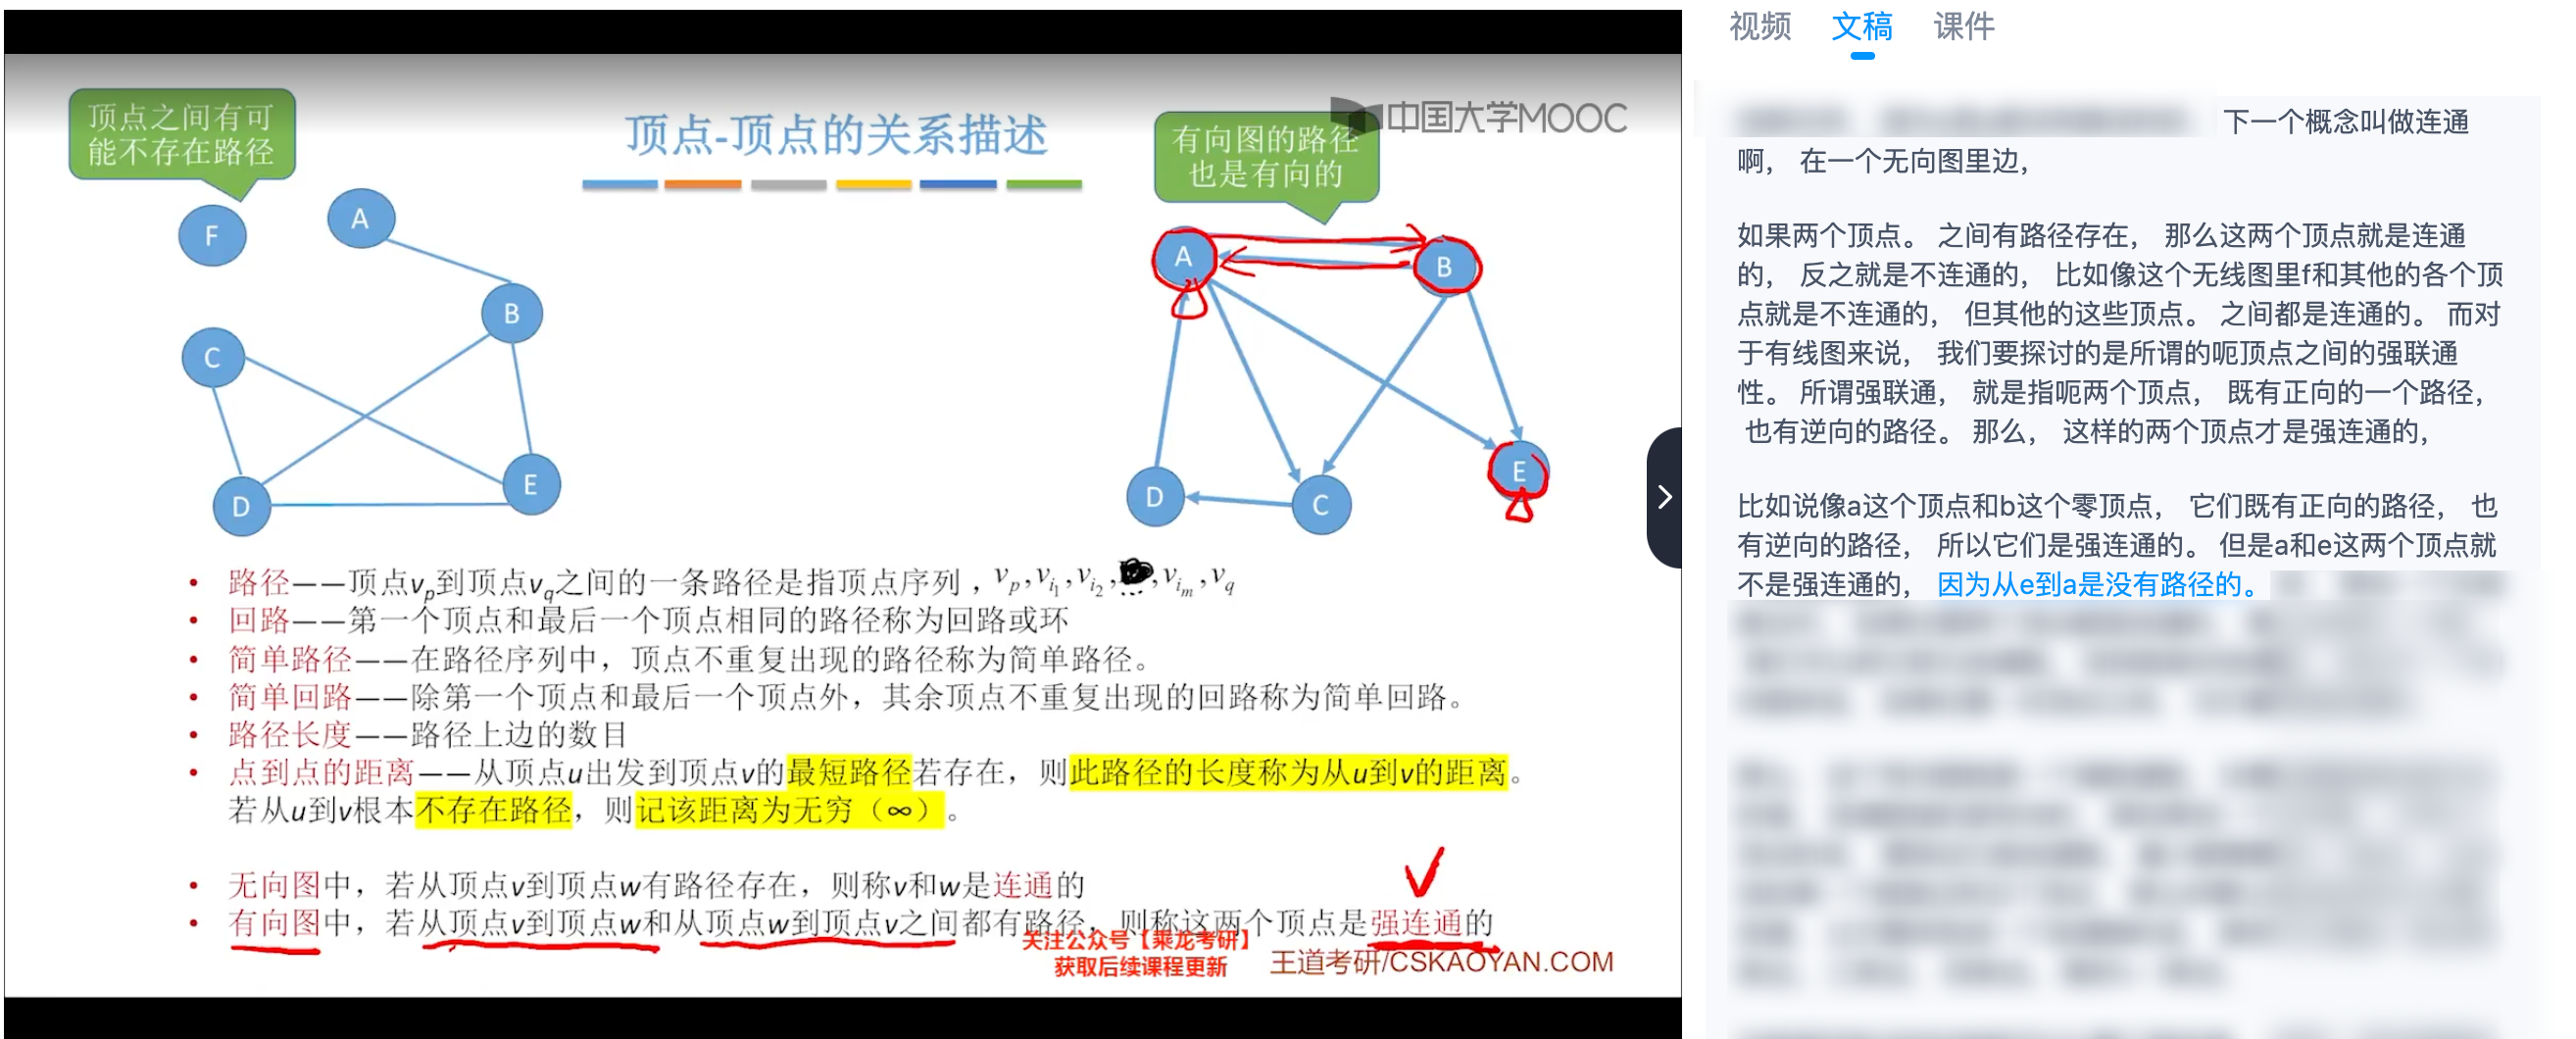 顶点之间有可
能不存在路径
顶点-顶点的关系描述
中国大学MOOC
有向图的路径
也是有向的
F
A
B
C
D
E
A
B
D
C
E
• 路径——顶点vp到顶点vq之间的一条路径是指顶点序列，vp,vi1,vi2,…,vim,vq
• 回路——第一个顶点和最后一个顶点相同的路径称为回路或环
• 简单路径——在路径序列中，顶点不重复出现的路径称为简单路径。
• 简单回路——除第一个顶点和最后一个顶点外，其余顶点不重复出现的回路称为简单回路。
• 路径长度——路径上边的数目
• 点到点的距离——从顶点u出发到顶点v的最短路径若存在，则此路径的长度称为从u到v的距离。
若从u到v根本不存在路径，则记该距离为无穷（∞）。
• 无向图中，若从顶点v到顶点w有路径存在，则称v和w是连通的
• 有向图中，若从顶点v到顶点w和从顶点w到顶点v之间都有路径，则称这两个顶点是强连通的
关注公众号【乘龙考研】
获取后续课程更新
王道考研/CSKAOYAN.COM
视频 文稿 课件
下一个概念叫做连通
啊， 在一个无向图里边，
如果两个顶点。 之间有路径存在， 那么这两个顶点就是连通
的， 反之就是不连通的， 比如像这个无线图里f和其他的各个顶
点就是不连通的， 但其他的这些顶点。 之间都是连通的。 而对
于有线图来说， 我们要探讨的是所谓的呃顶点之间的强联通
性。 所谓强联通， 就是指呃两个顶点， 既有正向的一个路径，
也有逆向的路径。 那么， 这样的两个顶点才是强连通的，
比如说像a这个顶点和b这个零顶点， 它们既有正向的路径， 也
有逆向的路径， 所以它们是强连通的。 但是a和e这两个顶点就
不是强连通的， 因为从e到a是没有路径的。